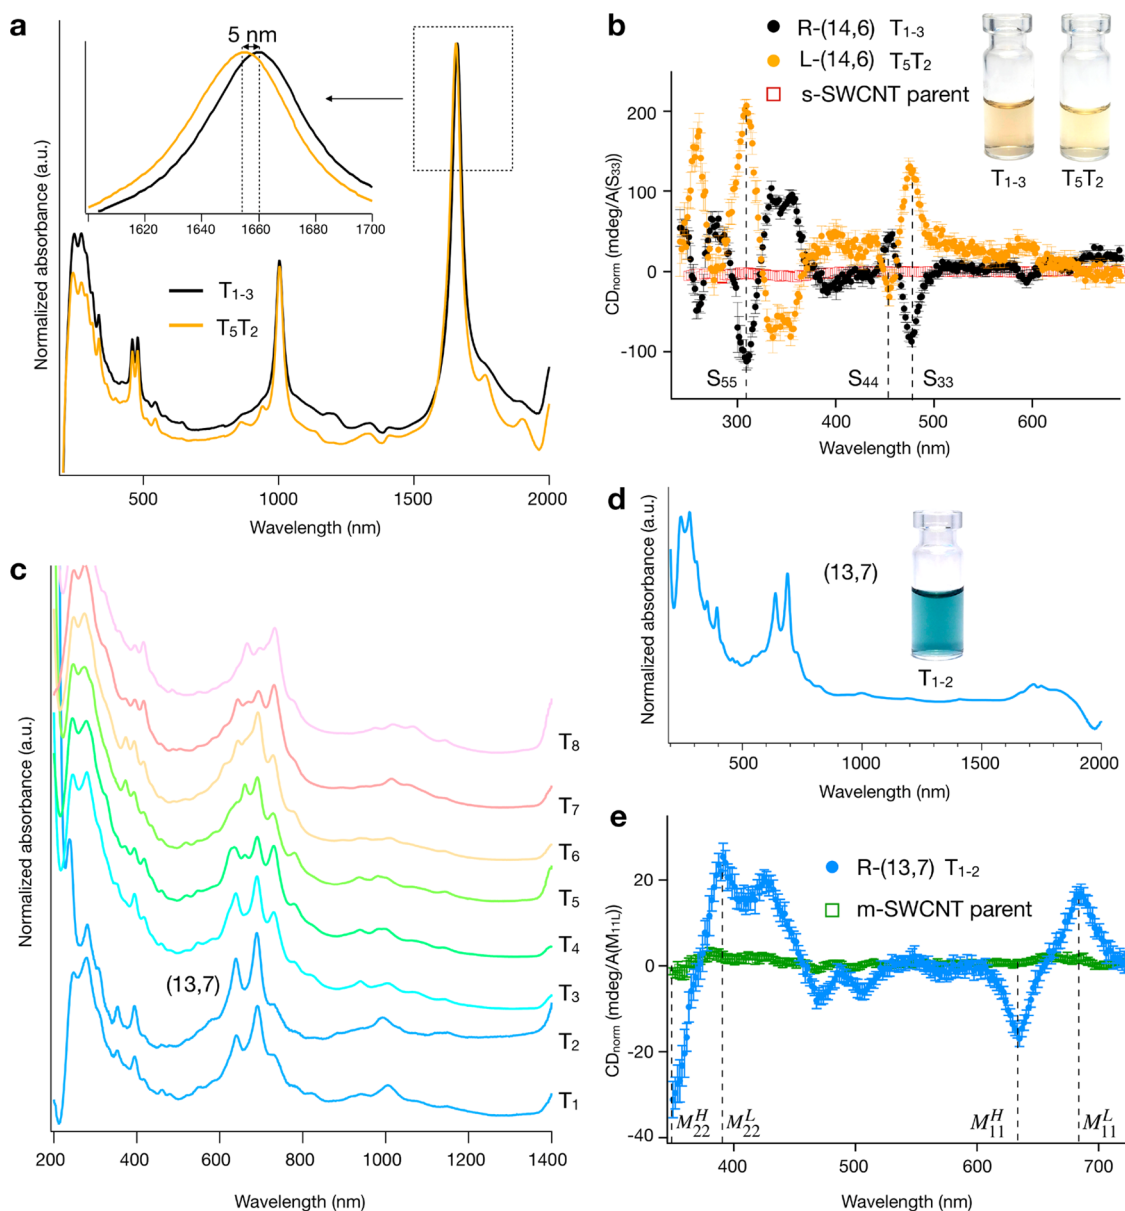 a
5 nm
1620
1640
1660
1680
1700
T1-3
T5T2
Normalized absorbance (a.u.)
500
1000
1500
2000
Wavelength (nm)
b
R-(14,6) T1-3
L-(14,6) T5T2
s-SWCNT parent
T1-3
T5T2
200
100
0
-100
CDnorm (mdeg/A(S33))
S55
S44
S33
300
400
500
600
Wavelength (nm)
c
T8
T7
T6
T5
T4
T3
T2
T1
(13,7)
Normalized absorbance (a.u.)
200
400
600
800
1000
1200
1400
Wavelength (nm)
d
(13,7)
T1-2
Normalized absorbance (a.u.)
500
1000
1500
2000
Wavelength (nm)
e
R-(13,7) T1-2
m-SWCNT parent
20
0
-20
-40
CDnorm (mdeg/A(M11L))
M22H
M22L
M11H
M11L
400
500
600
700
Wavelength (nm)